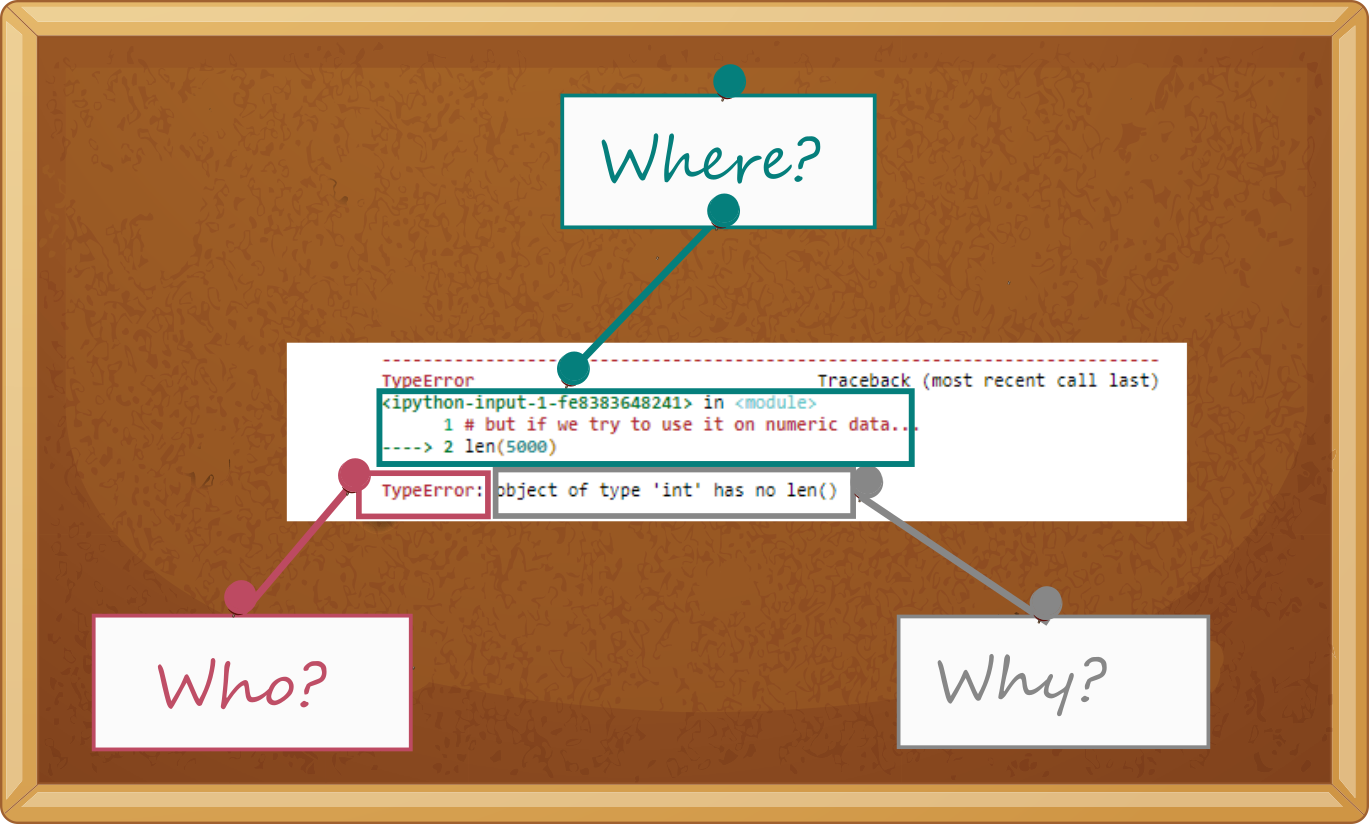 Where?
--------------------------------------------------------------------------
TypeError Traceback (most recent call last)
<ipython-input-1-fe8383648241> in <module>
1 # but if we try to use it on numeric data...
----> 2 len(5000)
TypeError: object of type 'int' has no len()
Who?
Why?